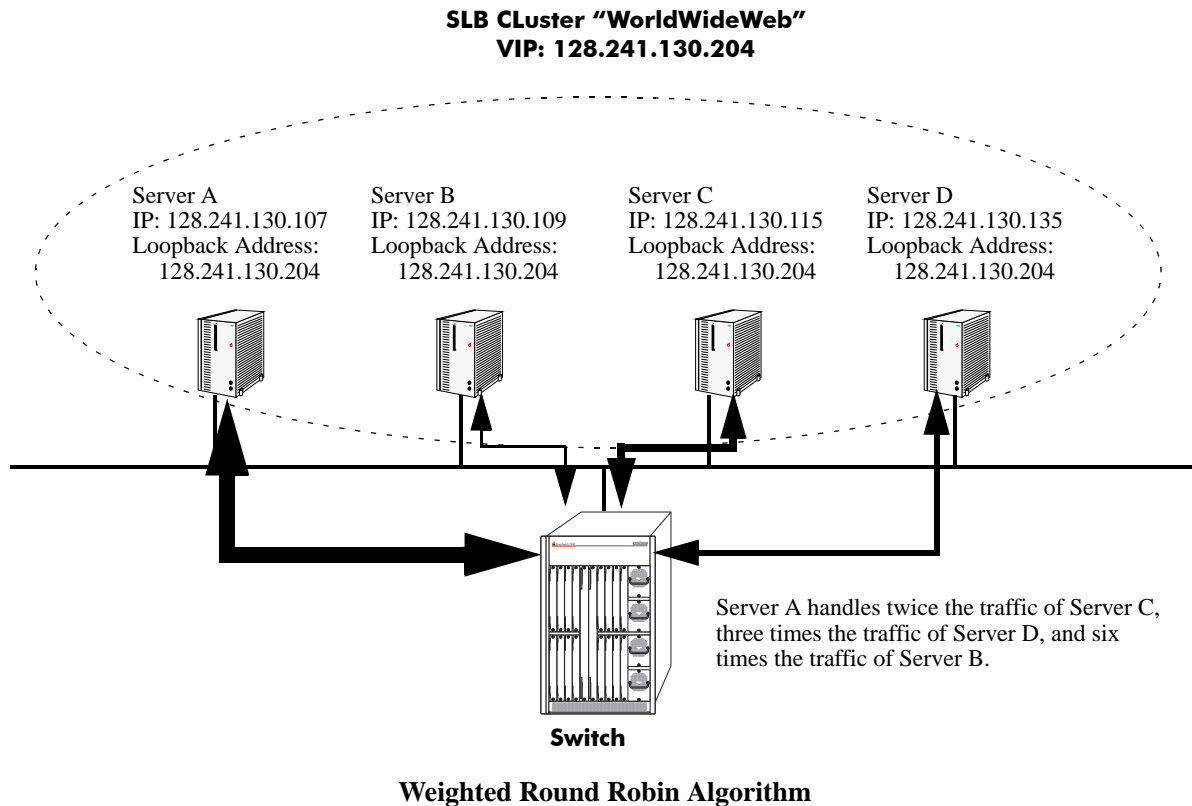 SLB CLuster “WorldWideWeb”
VIP: 128.241.130.204
Server A
IP: 128.241.130.107
Loopback Address:
128.241.130.204
Server B
IP: 128.241.130.109
Loopback Address:
128.241.130.204
Server C
IP: 128.241.130.115
Loopback Address:
128.241.130.204
Server D
IP: 128.241.130.135
Loopback Address:
128.241.130.204
Server A handles twice the traffic of Server C,
three times the traffic of Server D, and six
times the traffic of Server B.
Switch
Weighted Round Robin Algorithm